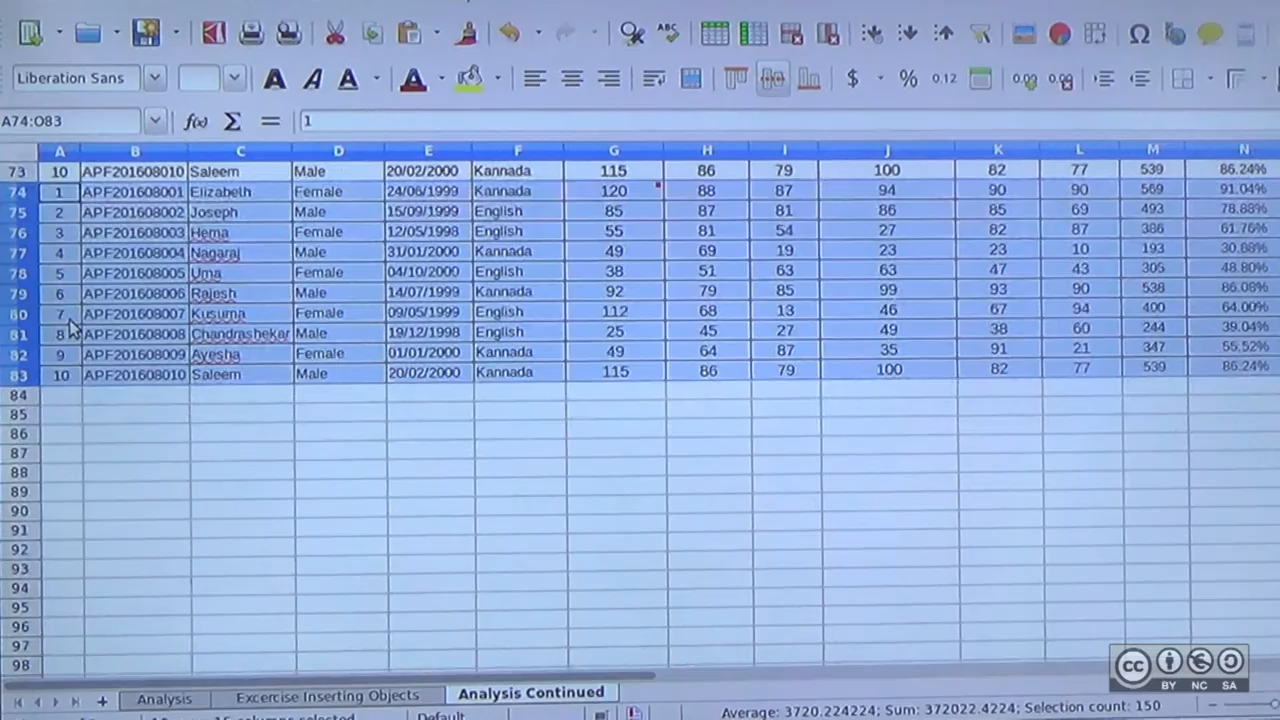 Liberation Sans
$ % 0.12
A74:O83 f(x) Σ = 1
A B C D E F G H I J K L M N
73 10 APF201608010 Saleem Male 20/02/2000 Kannada 115 86 79 100 82 77 539 86.24%
74 1 APF201608001 Elizabeth Female 24/06/1999 Kannada 120 88 87 94 90 90 569 91.04%
75 2 APF201608002 Joseph Male 15/09/1999 English 85 87 81 86 85 69 493 78.88%
76 3 APF201608003 Hema Female 12/05/1998 English 55 81 54 27 82 87 386 61.76%
77 4 APF201608004 Nagaraj Male 31/01/2000 Kannada 49 69 19 23 23 10 193 30.88%
78 5 APF201608005 Uma Female 04/10/2000 English 38 51 63 63 47 43 305 48.80%
79 6 APF201608006 Rajesh Male 14/07/1999 Kannada 92 79 85 99 93 90 538 86.08%
80 7 APF201608007 Kusuma Female 09/05/1999 English 112 68 13 46 67 94 400 64.00%
81 8 APF201608008 Chandrashekar Male 19/12/1998 English 25 45 27 49 38 60 244 39.04%
82 9 APF201608009 Ayesha Female 01/01/2000 Kannada 49 64 87 35 91 21 347 55.52%
83 10 APF201608010 Saleem Male 20/02/2000 Kannada 115 86 79 100 82 77 539 86.24%
84
85
86
87
88
89
90
91
92
93
94
95
96
97
98
cc BY NC SA
Analysis Excercise Inserting Objects Analysis Continued
Default Average: 3720.224224; Sum: 372022.4224; Selection count: 150